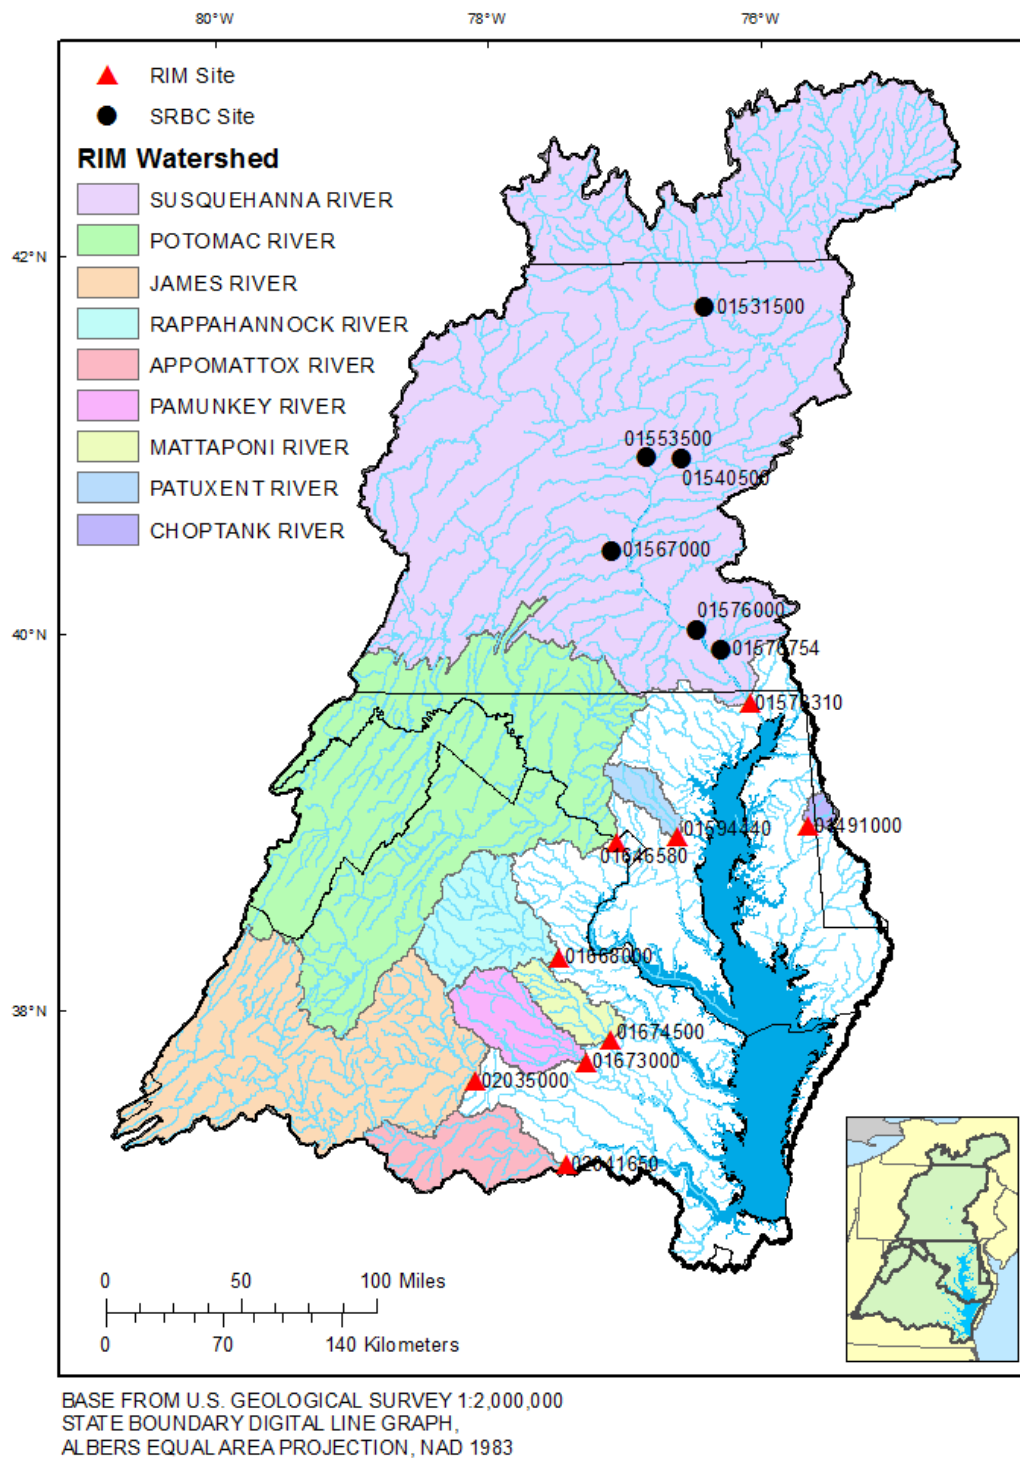 80°W 78°W 76°W
RIM Site
SRBC Site
RIM Watershed
SUSQUEHANNA RIVER
POTOMAC RIVER
JAMES RIVER
RAPPAHANNOCK RIVER
APPOMATTOX RIVER
PAMUNKEY RIVER
MATTAPONI RIVER
PATUXENT RIVER
CHOPTANK RIVER
42°N
40°N
38°N
01531500
01553500
01540500
01567000
01576000
01576754
01578310
01594440
01491000
01646580
01668000
01674500
01673000
02035000
02041650
0 50 100 Miles
0 70 140 Kilometers
BASE FROM U.S. GEOLOGICAL SURVEY 1:2,000,000
STATE BOUNDARY DIGITAL LINE GRAPH,
ALBERS EQUAL AREA PROJECTION, NAD 1983